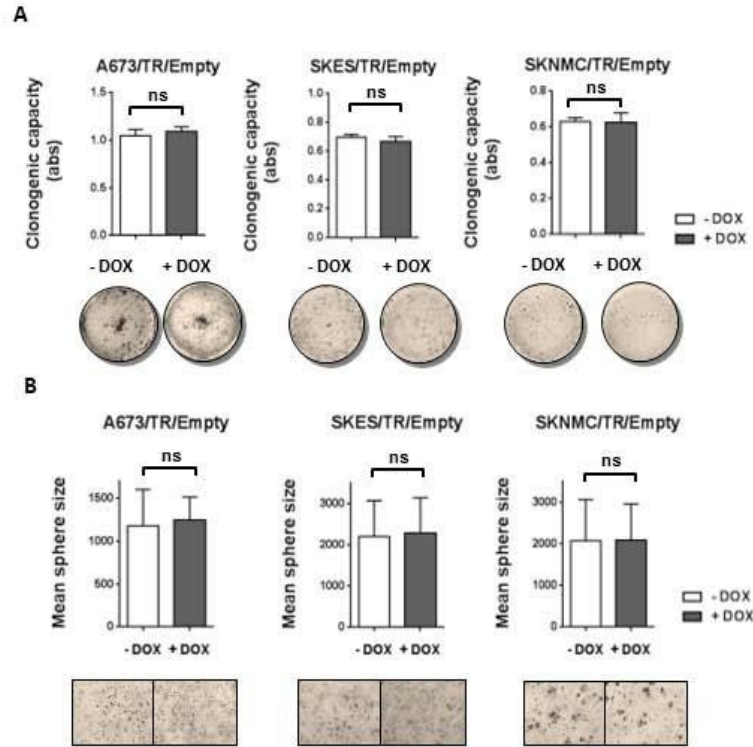 A
A673/TR/Empty
SKES/TR/Empty
SKNMC/TR/Empty
Clonogenic capacity
(abs)
1.5
1.0
0.5
0.0
ns
Clonogenic capacity
(abs)
1.0
0.8
0.6
0.4
0.2
0.0
ns
Clonogenic capacity
(abs)
0.8
0.6
0.4
0.2
0.0
ns
- DOX
+ DOX
- DOX + DOX
- DOX + DOX
- DOX + DOX
B
A673/TR/Empty
SKES/TR/Empty
SKNMC/TR/Empty
Mean sphere size
1500
1000
500
0
ns
- DOX + DOX
Mean sphere size
3000
2000
1000
0
ns
- DOX + DOX
Mean sphere size
3000
2000
1000
0
ns
- DOX + DOX
- DOX
+ DOX